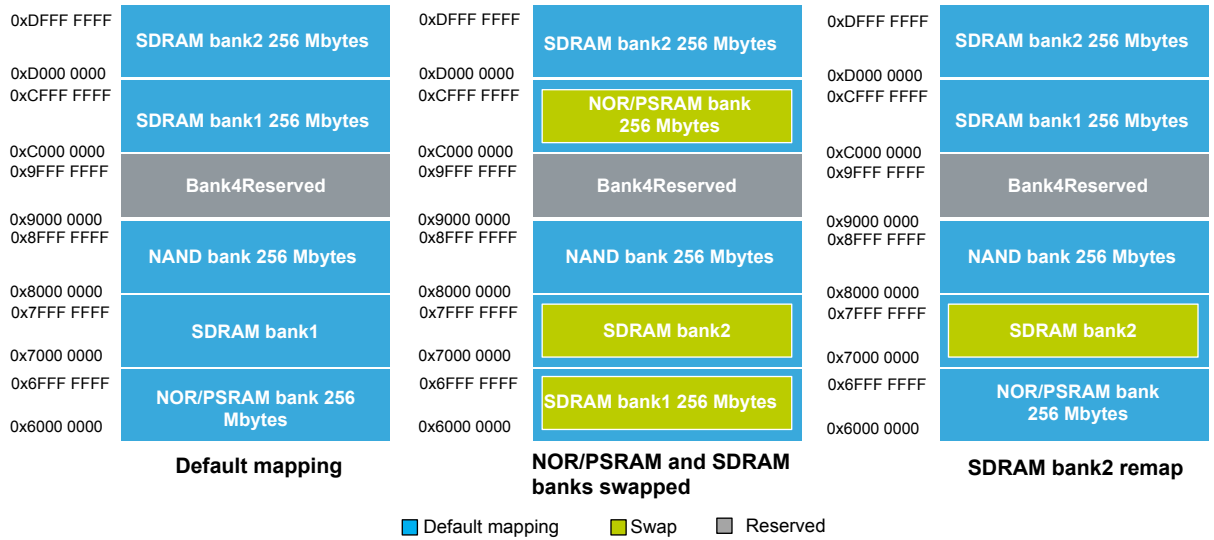 0xDFFF FFFF
SDRAM bank2 256 Mbytes
0xD000 0000
0xCFFF FFFF
SDRAM bank1 256 Mbytes
0xC000 0000
0x9FFF FFFF
Bank4Reserved
0x9000 0000
0x8FFF FFFF
NAND bank 256 Mbytes
0x8000 0000
0x7FFF FFFF
SDRAM bank1
0x7000 0000
0x6FFF FFFF
NOR/PSRAM bank 256
Mbytes
0x6000 0000
Default mapping
0xDFFF FFFF
SDRAM bank2 256 Mbytes
0xD000 0000
0xCFFF FFFF
NOR/PSRAM bank
256 Mbytes
0xC000 0000
0x9FFF FFFF
Bank4Reserved
0x9000 0000
0x8FFF FFFF
NAND bank 256 Mbytes
0x8000 0000
0x7FFF FFFF
SDRAM bank2
0x7000 0000
0x6FFF FFFF
SDRAM bank1 256 Mbytes
0x6000 0000
NOR/PSRAM and SDRAM
banks swapped
0xDFFF FFFF
SDRAM bank2 256 Mbytes
0xD000 0000
0xCFFF FFFF
SDRAM bank1 256 Mbytes
0xC000 0000
0x9FFF FFFF
Bank4Reserved
0x9000 0000
0x8FFF FFFF
NAND bank 256 Mbytes
0x8000 0000
0x7FFF FFFF
SDRAM bank2
0x7000 0000
0x6FFF FFFF
NOR/PSRAM bank
256 Mbytes
0x6000 0000
SDRAM bank2 remap
Default mapping
Swap
Reserved